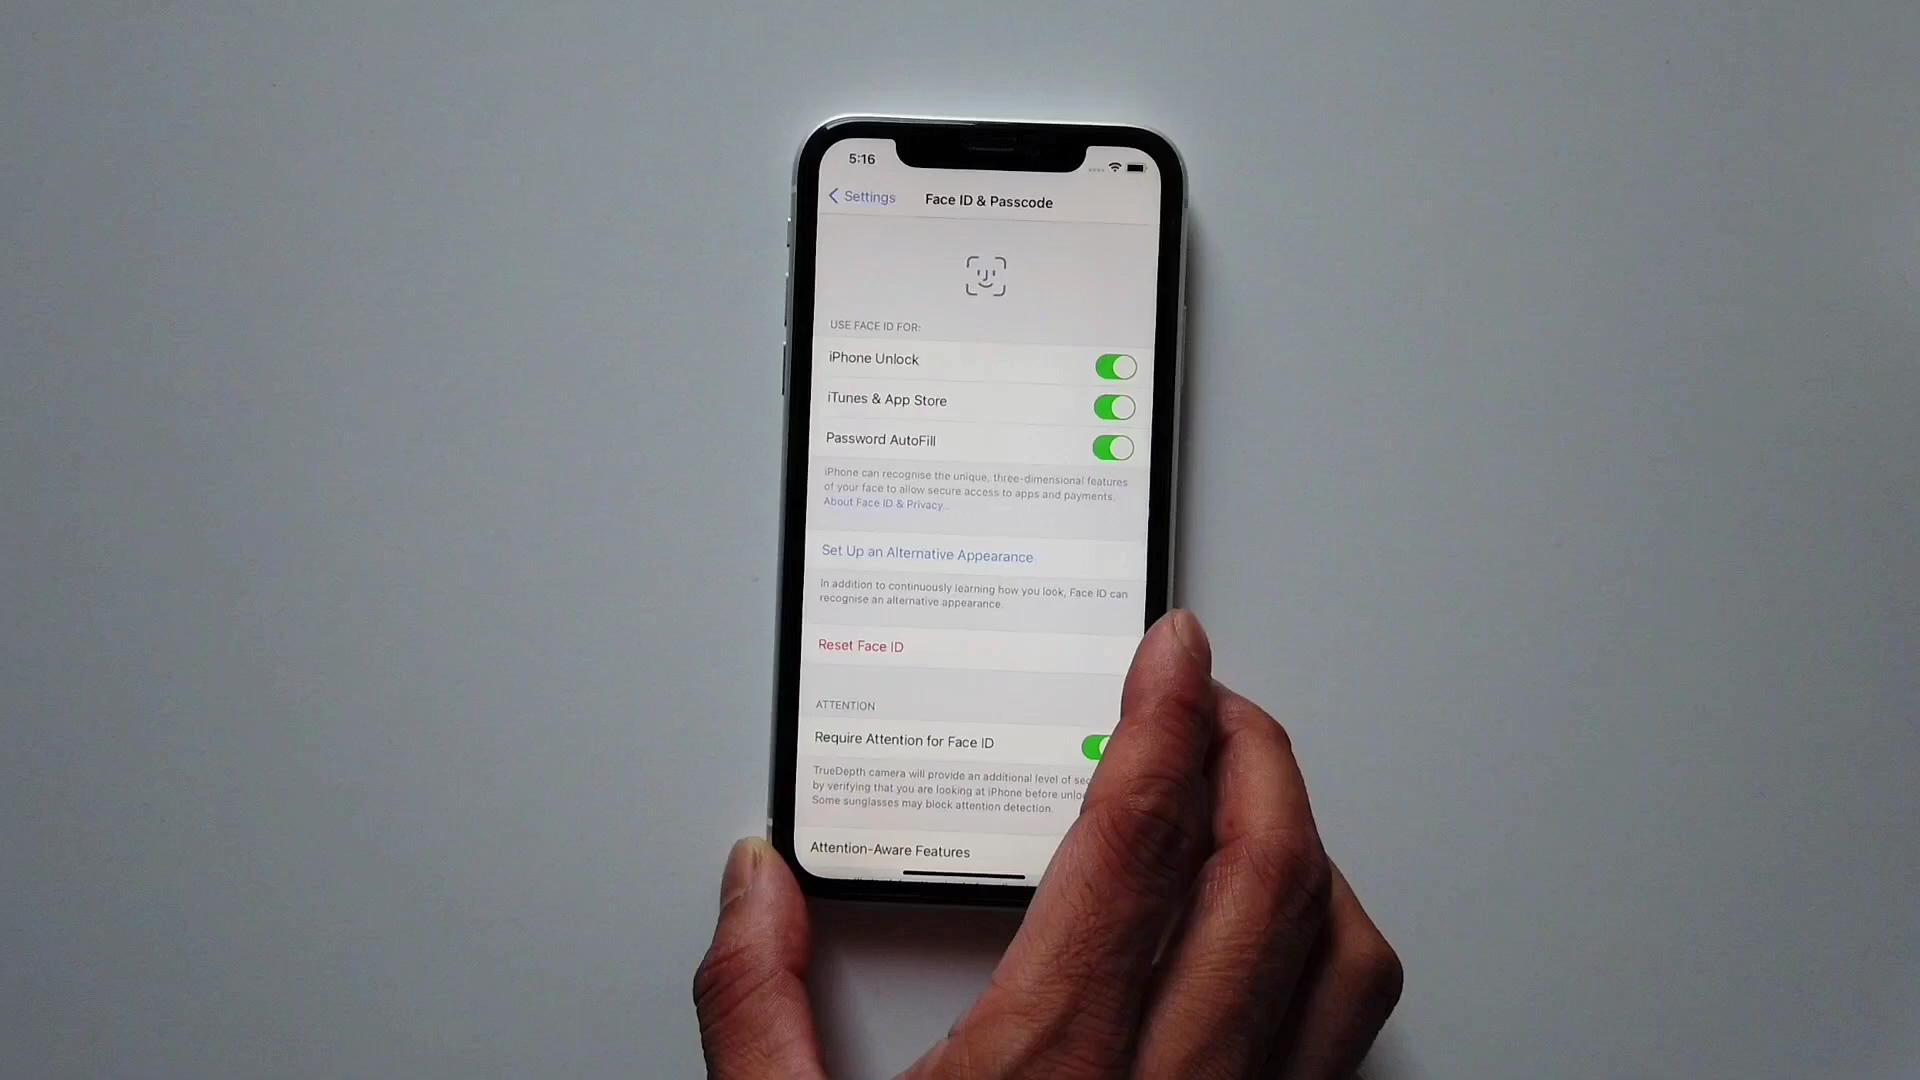 5:16
Settings
Face ID & Passcode
USE FACE ID FOR:
iPhone Unlock
iTunes & App Store
Password AutoFill
iPhone can recognise the unique, three-dimensional features
of your face to allow secure access to apps and payments.
About Face ID & Privacy...
Set Up an Alternative Appearance
In addition to continuously learning how you look, Face ID can
recognise an alternative appearance.
Reset Face ID
ATTENTION
Require Attention for Face ID
TrueDepth camera will provide an additional level of
by verifying that you are looking at iPhone before
Some sunglasses may block attention detection.
Attention-Aware Features